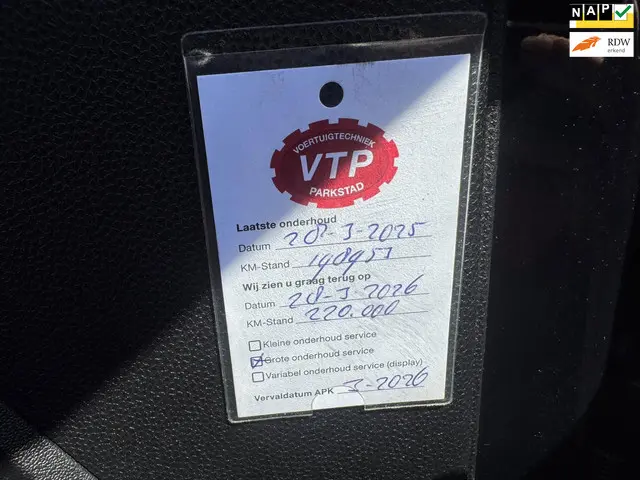 NAP
RDW
erkend
VOERTUIGTECHNIEK
VTP
PARKSTAD
Laatste onderhoud
Datum 28-3-2025
KM-Stand
Wij zien u graag terug op
Datum 28-3-2026
KM-Stand 220.000
Kleine onderhoud service
Grote onderhoud service
Variabel onderhoud service (display)
Vervaldatum APK 3-2026